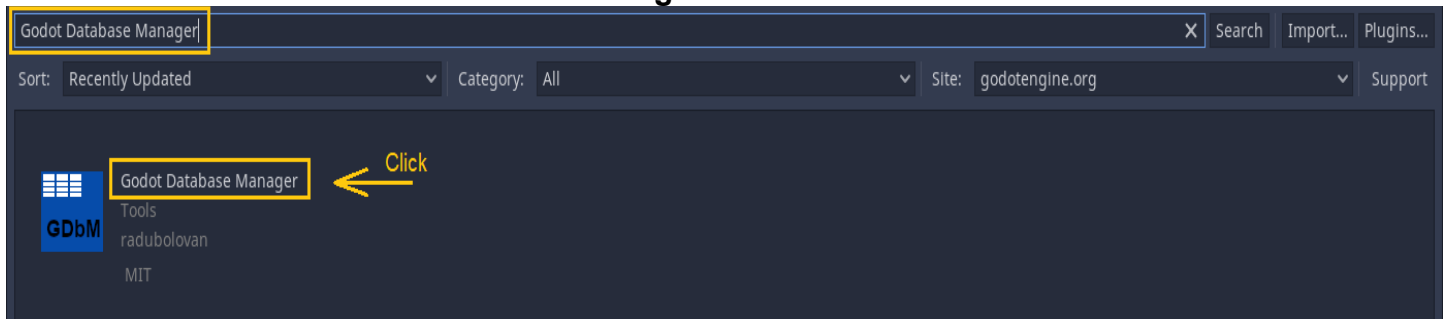 Godot Database Manager X Search Import... Plugins...
Sort: Recently Updated Category: All Site: godotengine.org Support
Click
Godot Database Manager
Tools
GDbM
radubolovan
MIT